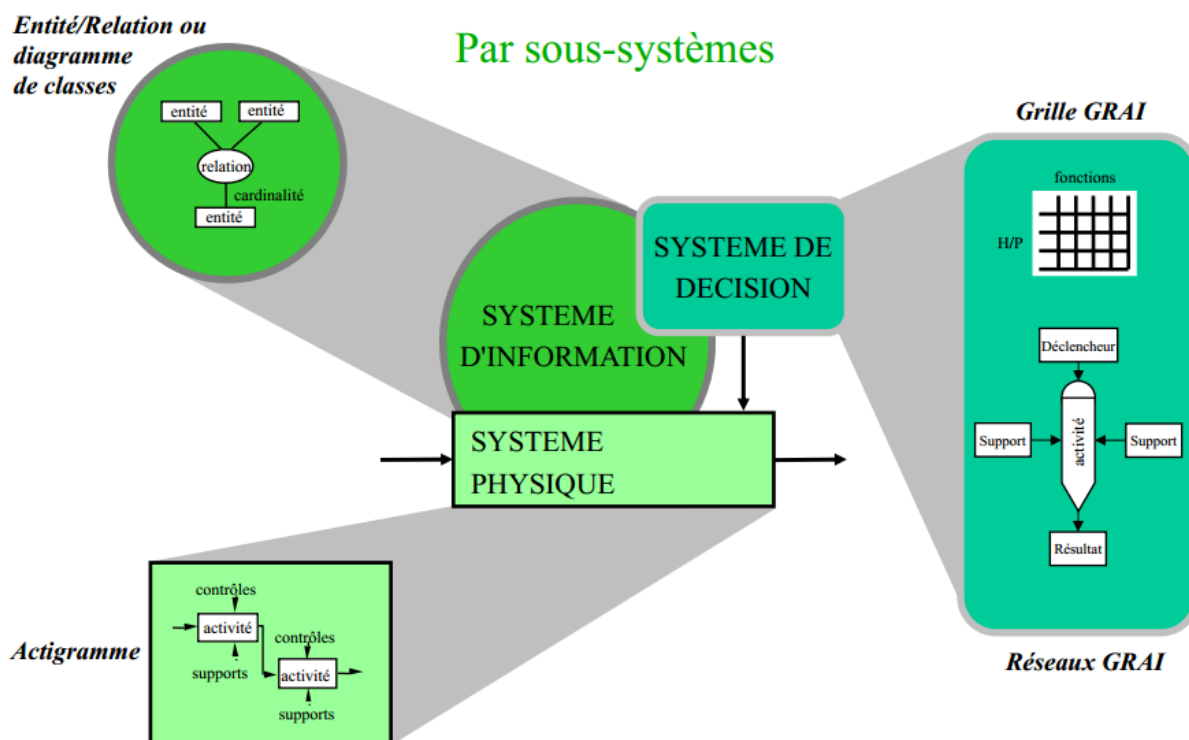 Entité/Relation ou
diagramme
de classes
Par sous-systèmes
entité
entité
relation
cardinalité
entité
Grille GRAI
fonctions
H/P
SYSTEME DE
DECISION
SYSTEME
D'INFORMATION
Déclencheur
Support
activité
Support
Résultat
SYSTEME
PHYSIQUE
Actigramme
contrôles
activité
supports
contrôles
activité
supports
Réseaux GRAI